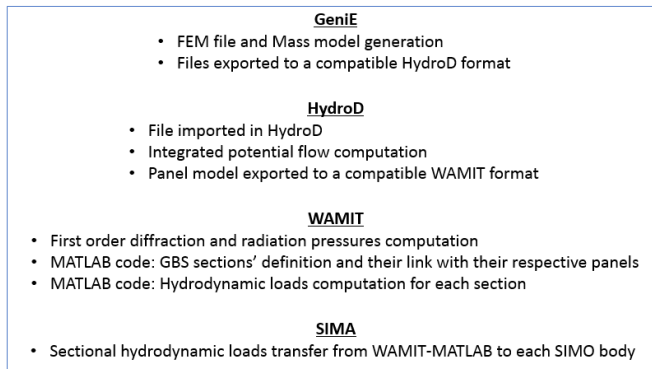 GeniE
• FEM file and Mass model generation
• Files exported to a compatible HydroD format
HydroD
• File imported in HydroD
• Integrated potential flow computation
• Panel model exported to a compatible WAMIT format
WAMIT
• First order diffraction and radiation pressures computation
• MATLAB code: GBS sections’ definition and their link with their respective panels
• MATLAB code: Hydrodynamic loads computation for each section
SIMA
• Sectional hydrodynamic loads transfer from WAMIT-MATLAB to each SIMO body